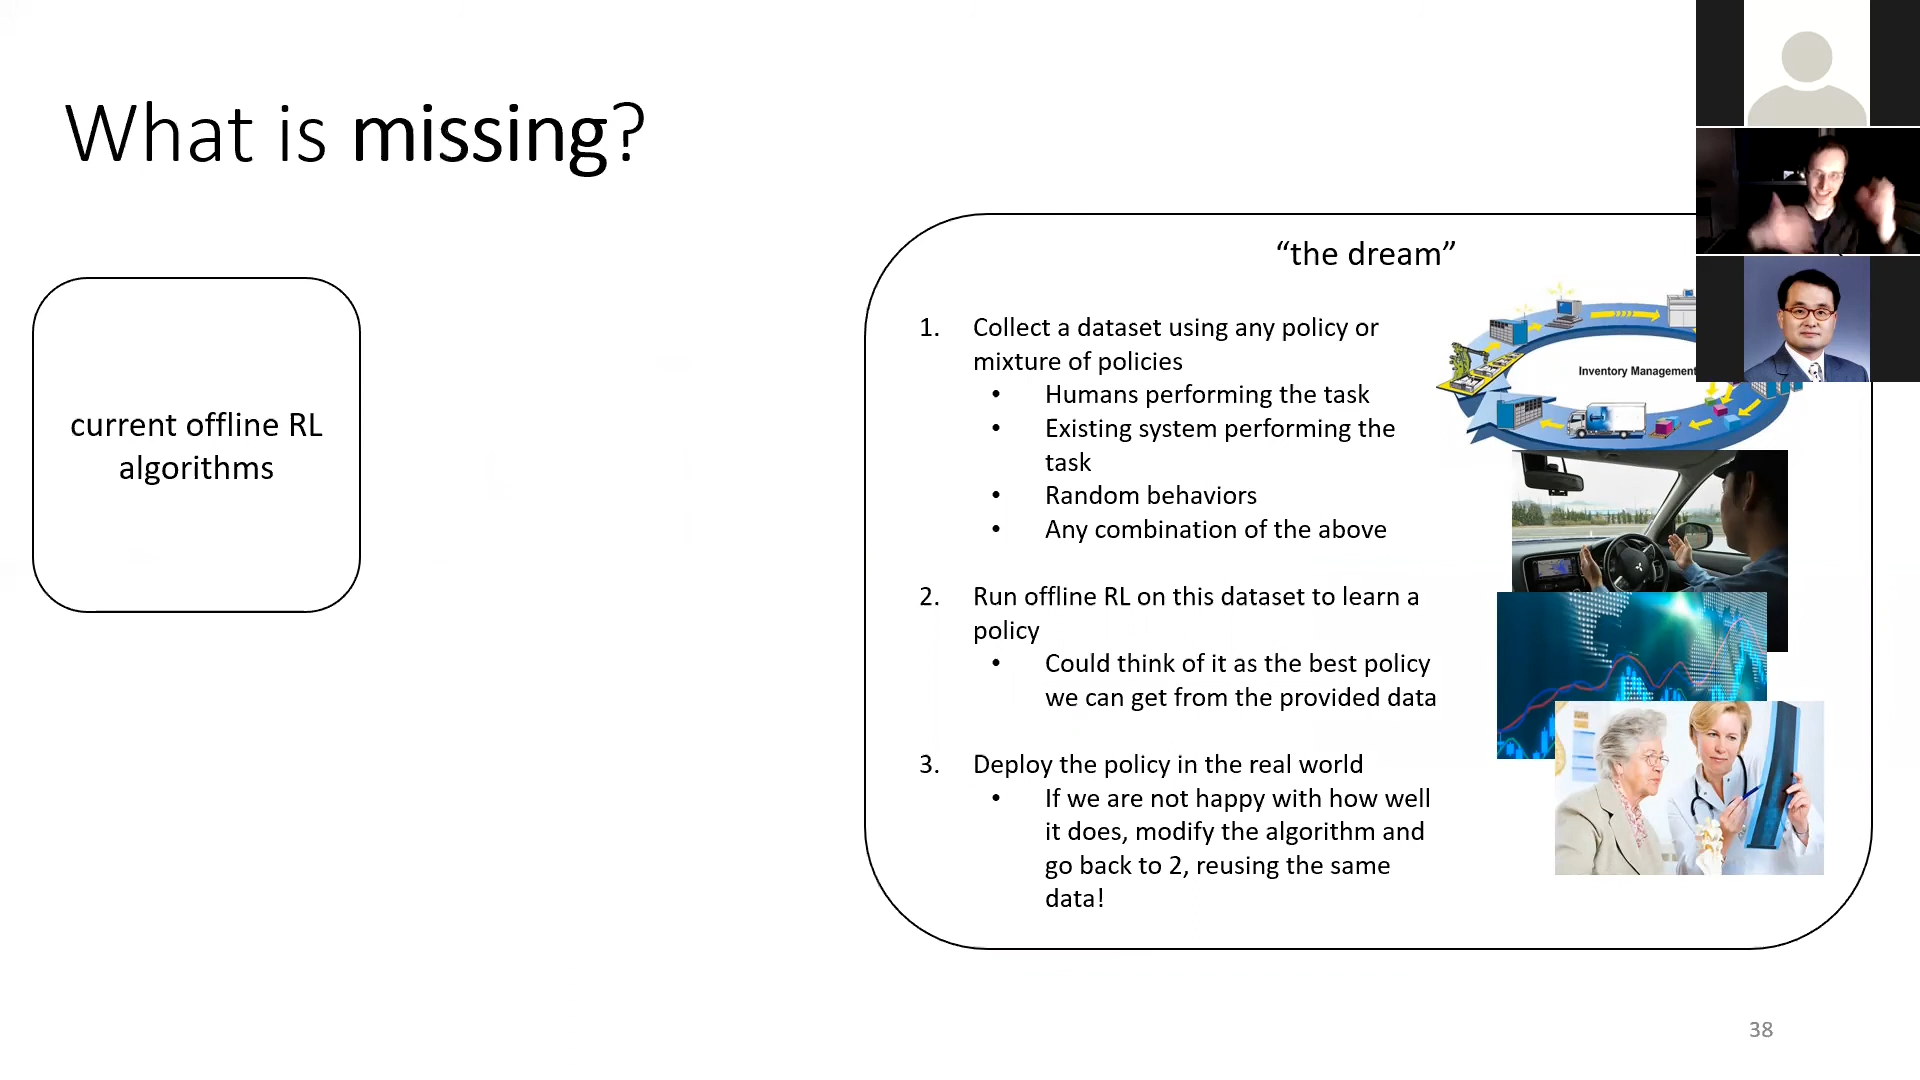 What is missing?
current offline RL
algorithms
“the dream”
1. Collect a dataset using any policy or
mixture of policies
• Humans performing the task
• Existing system performing the
task
• Random behaviors
• Any combination of the above
2. Run offline RL on this dataset to learn a
policy
• Could think of it as the best policy
we can get from the provided data
3. Deploy the policy in the real world
• If we are not happy with how well
it does, modify the algorithm and
go back to 2, reusing the same
data!
Inventory Management
38